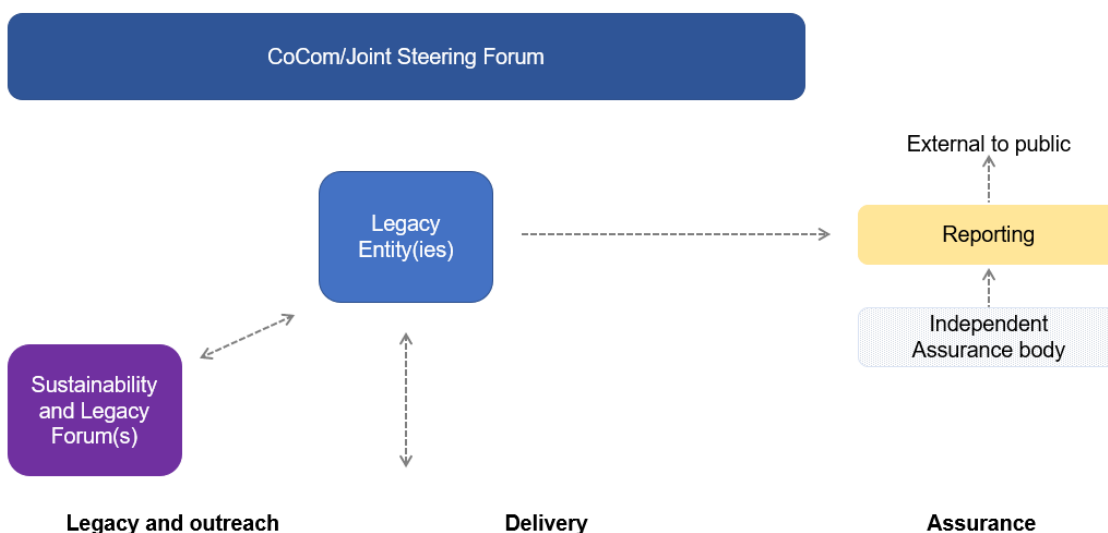 CoCom/Joint Steering Forum
External to public
Legacy
Entity(ies)
Reporting
Independent
Assurance body
Sustainability
and Legacy
Forum(s)
Legacy and outreach
Delivery
Assurance